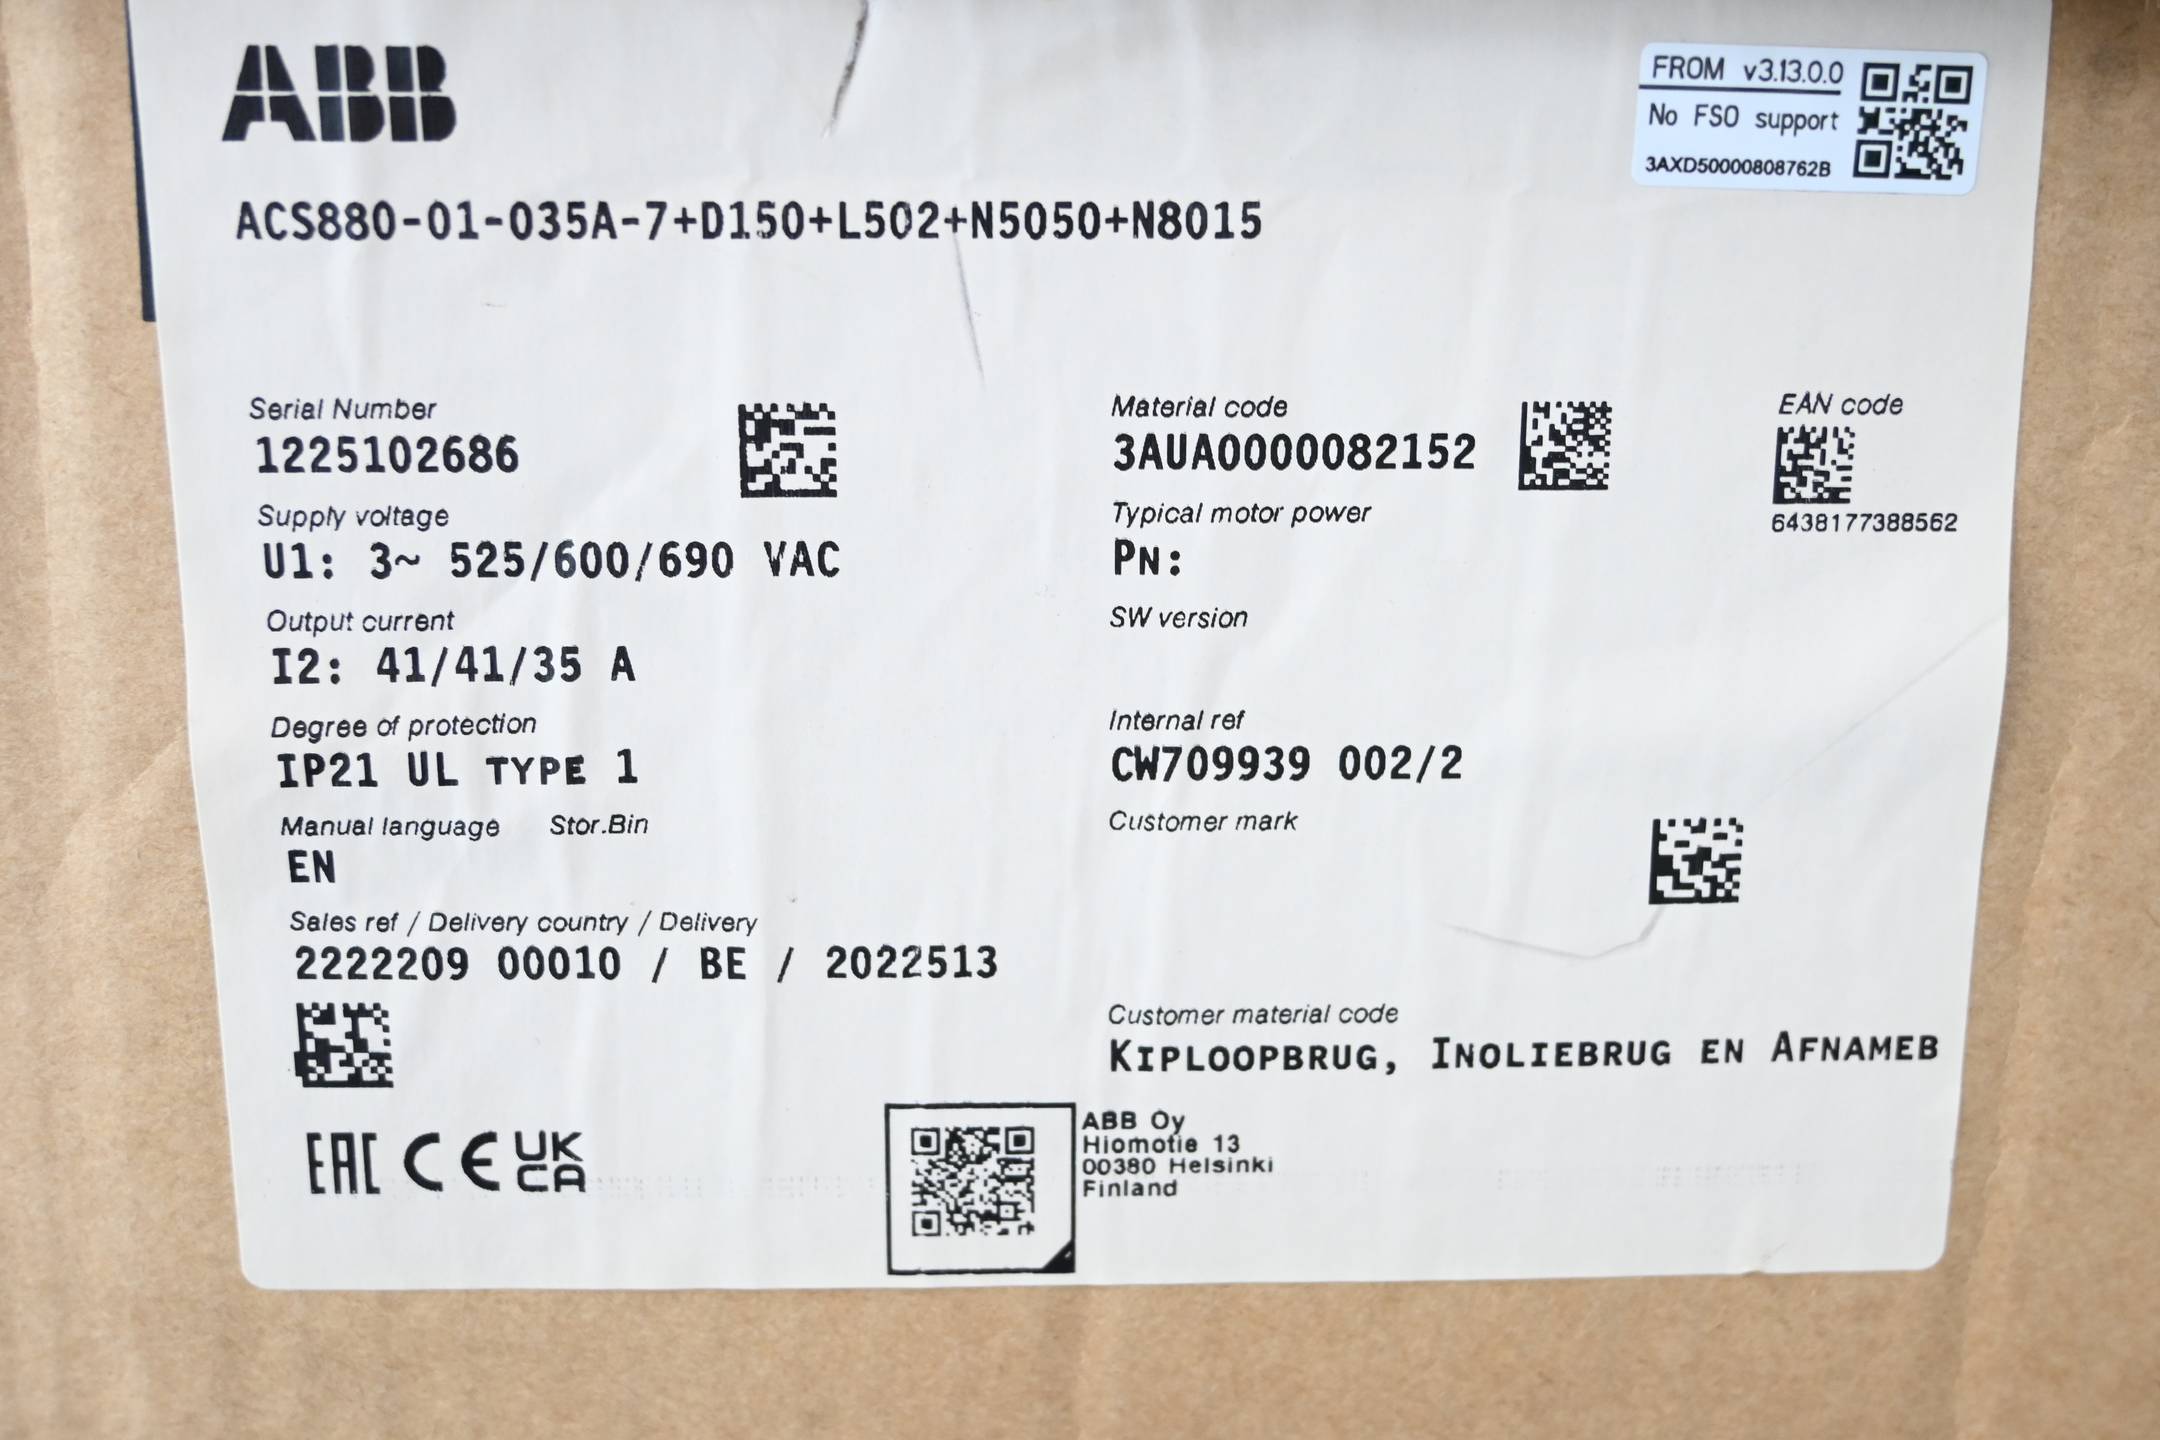 ABB
FROM v3.13.0.0
No FSO support
3AXD50000808762B
ACS880-01-035A-7+D150+L502+N5050+N8015
Serial Number
1225102686
Material code
3AUA0000082152
EAN code
6438177388562
Supply voltage
U1: 3~ 525/600/690 VAC
Typical motor power
PN:
Output current
I2: 41/41/35 A
SW version
Degree of protection
IP21 UL TYPE 1
Internal ref
CW709939 002/2
Manual language Stor.Bin
EN
Customer mark
Sales ref / Delivery country / Delivery
2222209 00010 / BE / 2022513
Customer material code
KIPLOOPBRUG, INOLIEBRUG EN AFNAMEB
EAC CE UK CA
ABB Oy
Hiomotie 13
00380 Helsinki
Finland